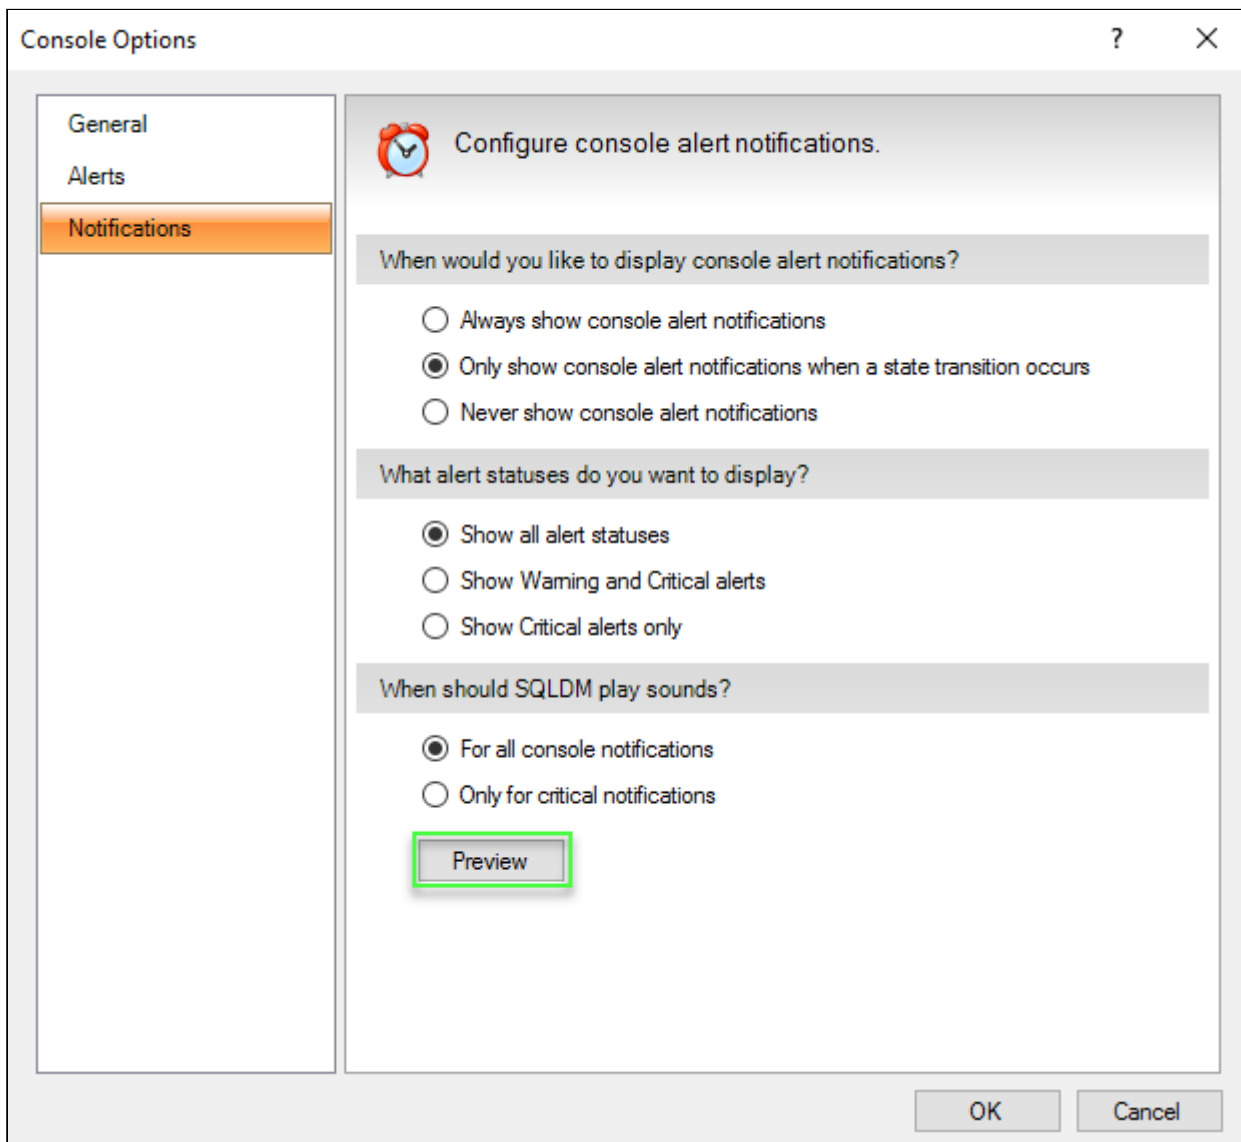 Console Options
?
General
Alerts
Notifications
Configure console alert notifications.
When would you like to display console alert notifications?
Always show console alert notifications
Only show console alert notifications when a state transition occurs
Never show console alert notifications
What alert statuses do you want to display?
Show all alert statuses
Show Warning and Critical alerts
Show Critical alerts only
When should SQLDM play sounds?
For all console notifications
Only for critical notifications
Preview
OK
Cancel